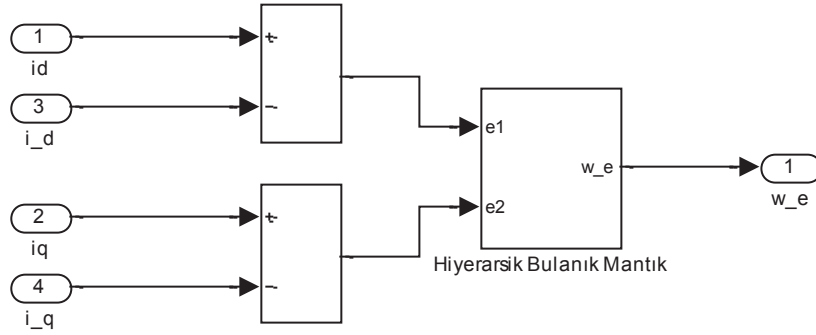 1
id
+
3
−
i_d
e1
w_e
1
w_e
2
iq
+
e2
4
−
i_q
Hiyerarsik Bulanık Mantık